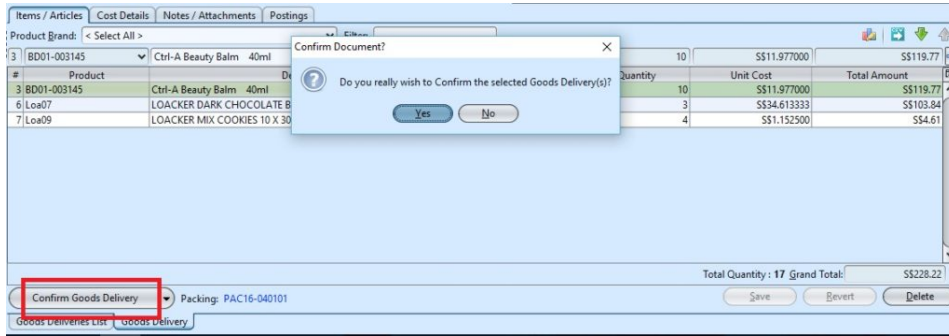 Items / Articles Cost Details Notes / Attachments Postings
Product Brand: < Select All > Filter
Confirm Document? ×
3 BD01-003145 Ctrl-A Beauty Balm 40ml 10 S$11.977000 S$119.77
# Product Quantity Unit Cost Total Amount
Do you really wish to Confirm the selected Goods Delivery(s)?
3 BD01-003145 Ctrl-A Beauty Balm 40ml 10 S$11.977000 S$119.77
6 Loa07 LOACKER DARK CHOCOLATE 3 S$34.613333 S$103.84
Yes No
7 Loa09 LOACKER MIX COOKIES 10 X 30 4 S$1.152500 S$4.61
Total Quantity : 17 Grand Total: S$228.22
Confirm Goods Delivery Packing: PAC16-040101 Save Revert Delete
Goods Deliveries List Goods Delivery